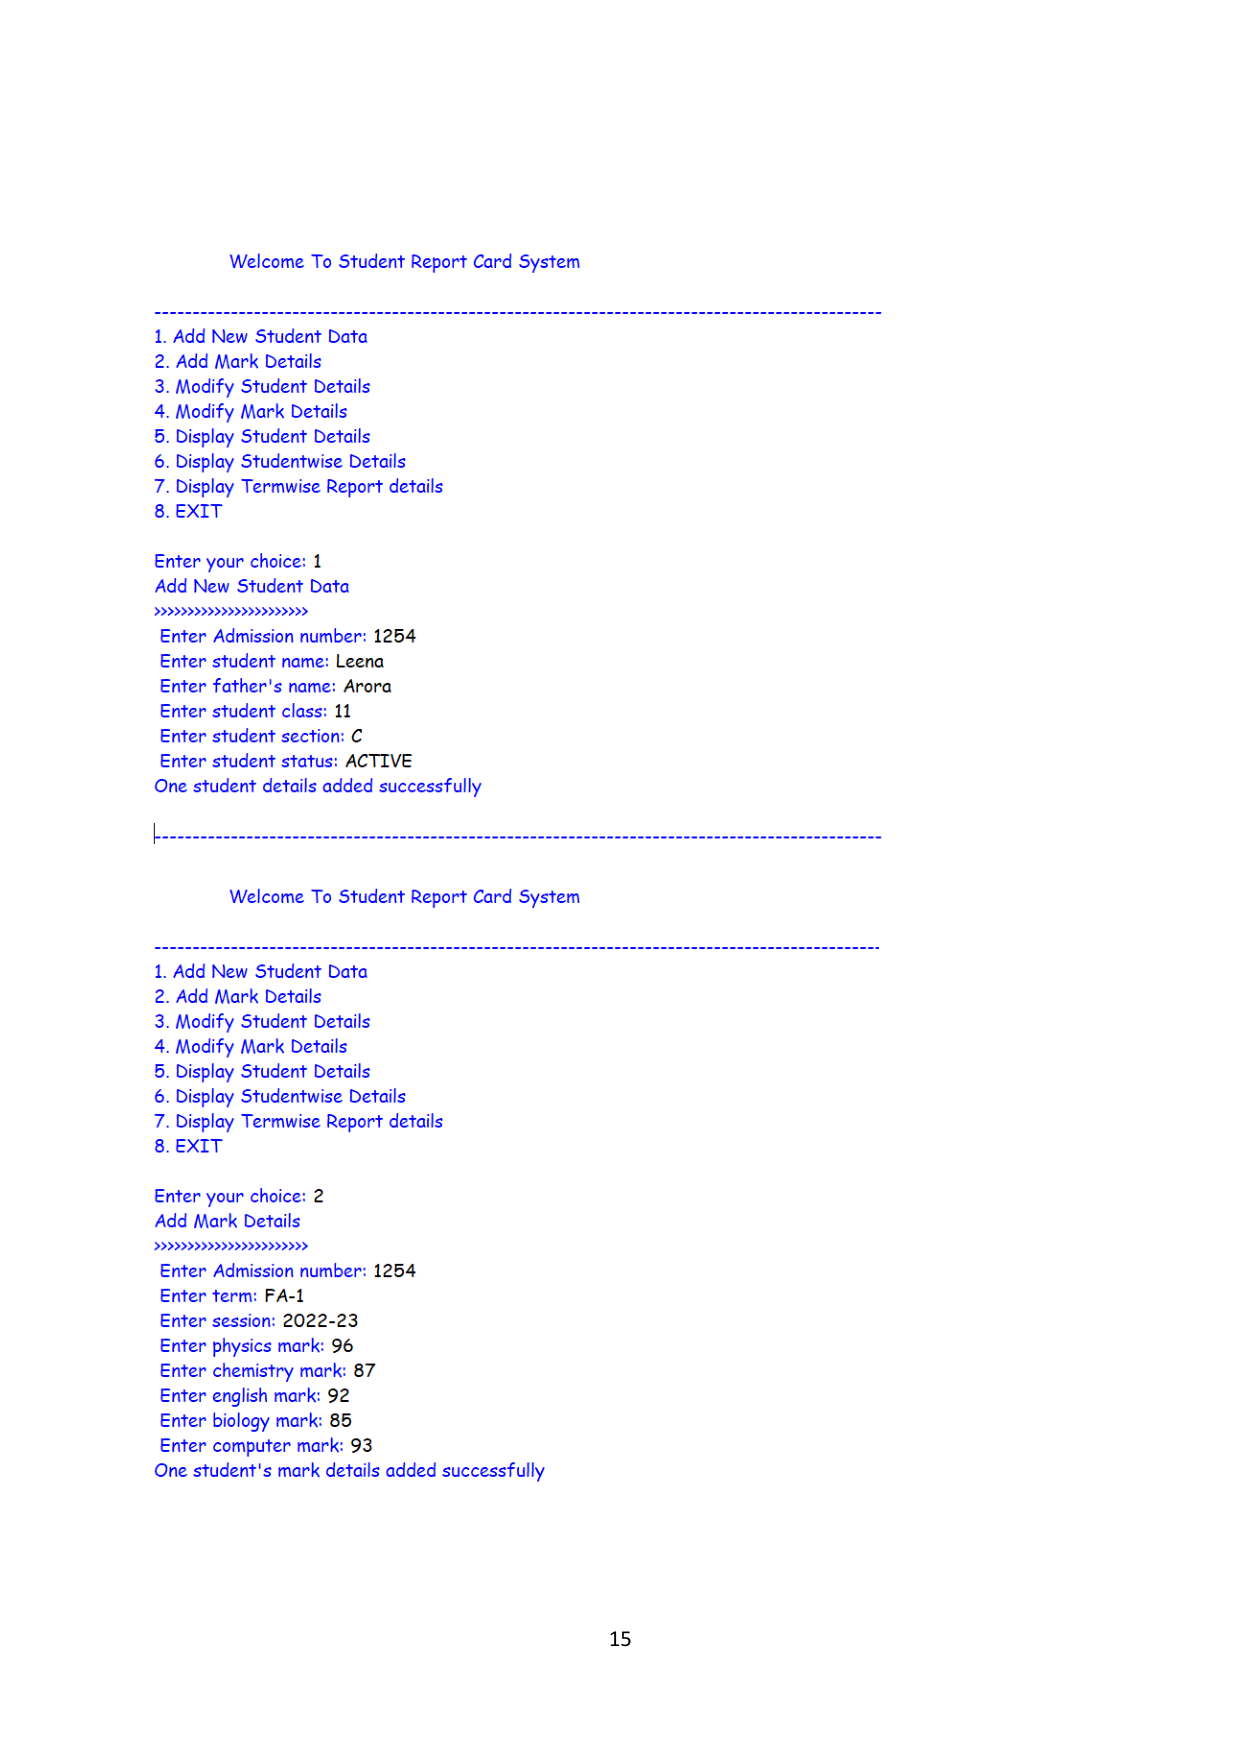 Welcome To Student Report Card System
-----------------------------------------------------------------------------------------------
1. Add New Student Data
2. Add Mark Details
3. Modify Student Details
4. Modify Mark Details
5. Display Student Details
6. Display Studentwise Details
7. Display Termwise Report details
8. EXIT
Enter your choice: 1
Add New Student Data
>>>>>>>>>>>>>>>>>>>>>>>
Enter Admission number: 1254
Enter student name: Leena
Enter father's name: Arora
Enter student class: 11
Enter student section: C
Enter student status: ACTIVE
One student details added successfully
-----------------------------------------------------------------------------------------------
Welcome To Student Report Card System
-----------------------------------------------------------------------------------------------
1. Add New Student Data
2. Add Mark Details
3. Modify Student Details
4. Modify Mark Details
5. Display Student Details
6. Display Studentwise Details
7. Display Termwise Report details
8. EXIT
Enter your choice: 2
Add Mark Details
>>>>>>>>>>>>>>>>>>>>>>>
Enter Admission number: 1254
Enter term: FA-1
Enter session: 2022-23
Enter physics mark: 96
Enter chemistry mark: 87
Enter english mark: 92
Enter biology mark: 85
Enter computer mark: 93
One student's mark details added successfully
15